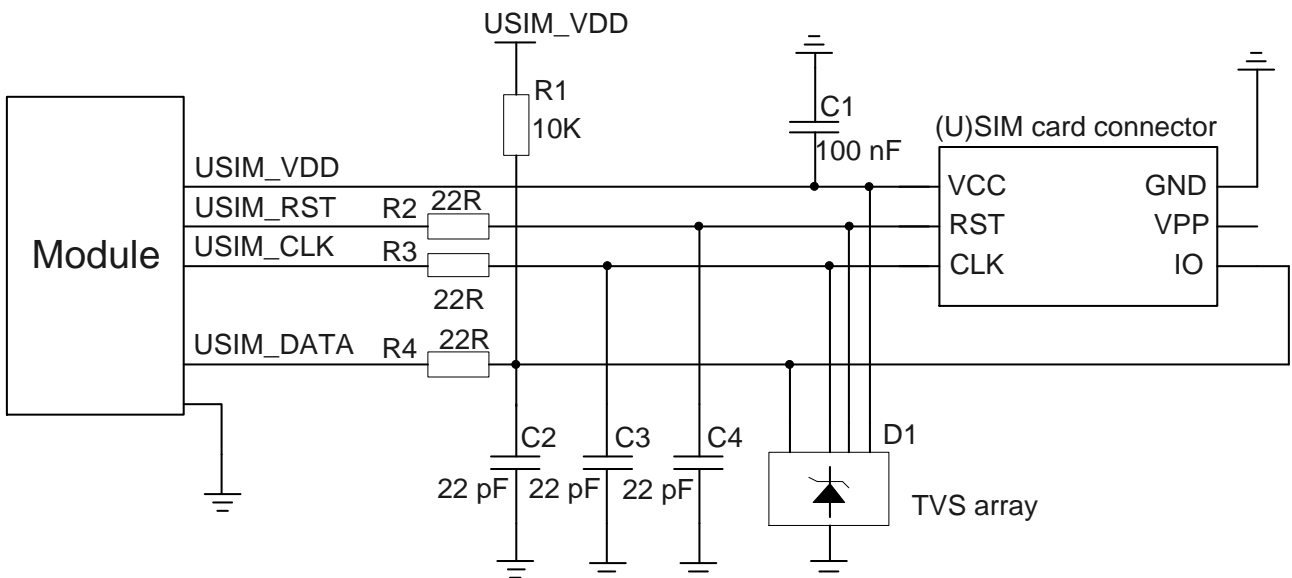 USIM_VDD
R1
10K
C1
100 nF
(U)SIM card connector
Module
USIM_VDD
USIM_RST
R2
22R
USIM_CLK
R3
22R
USIM_DATA
R4
22R
VCC
GND
RST
VPP
CLK
IO
C2
22 pF
C3
22 pF
C4
22 pF
D1
TVS array